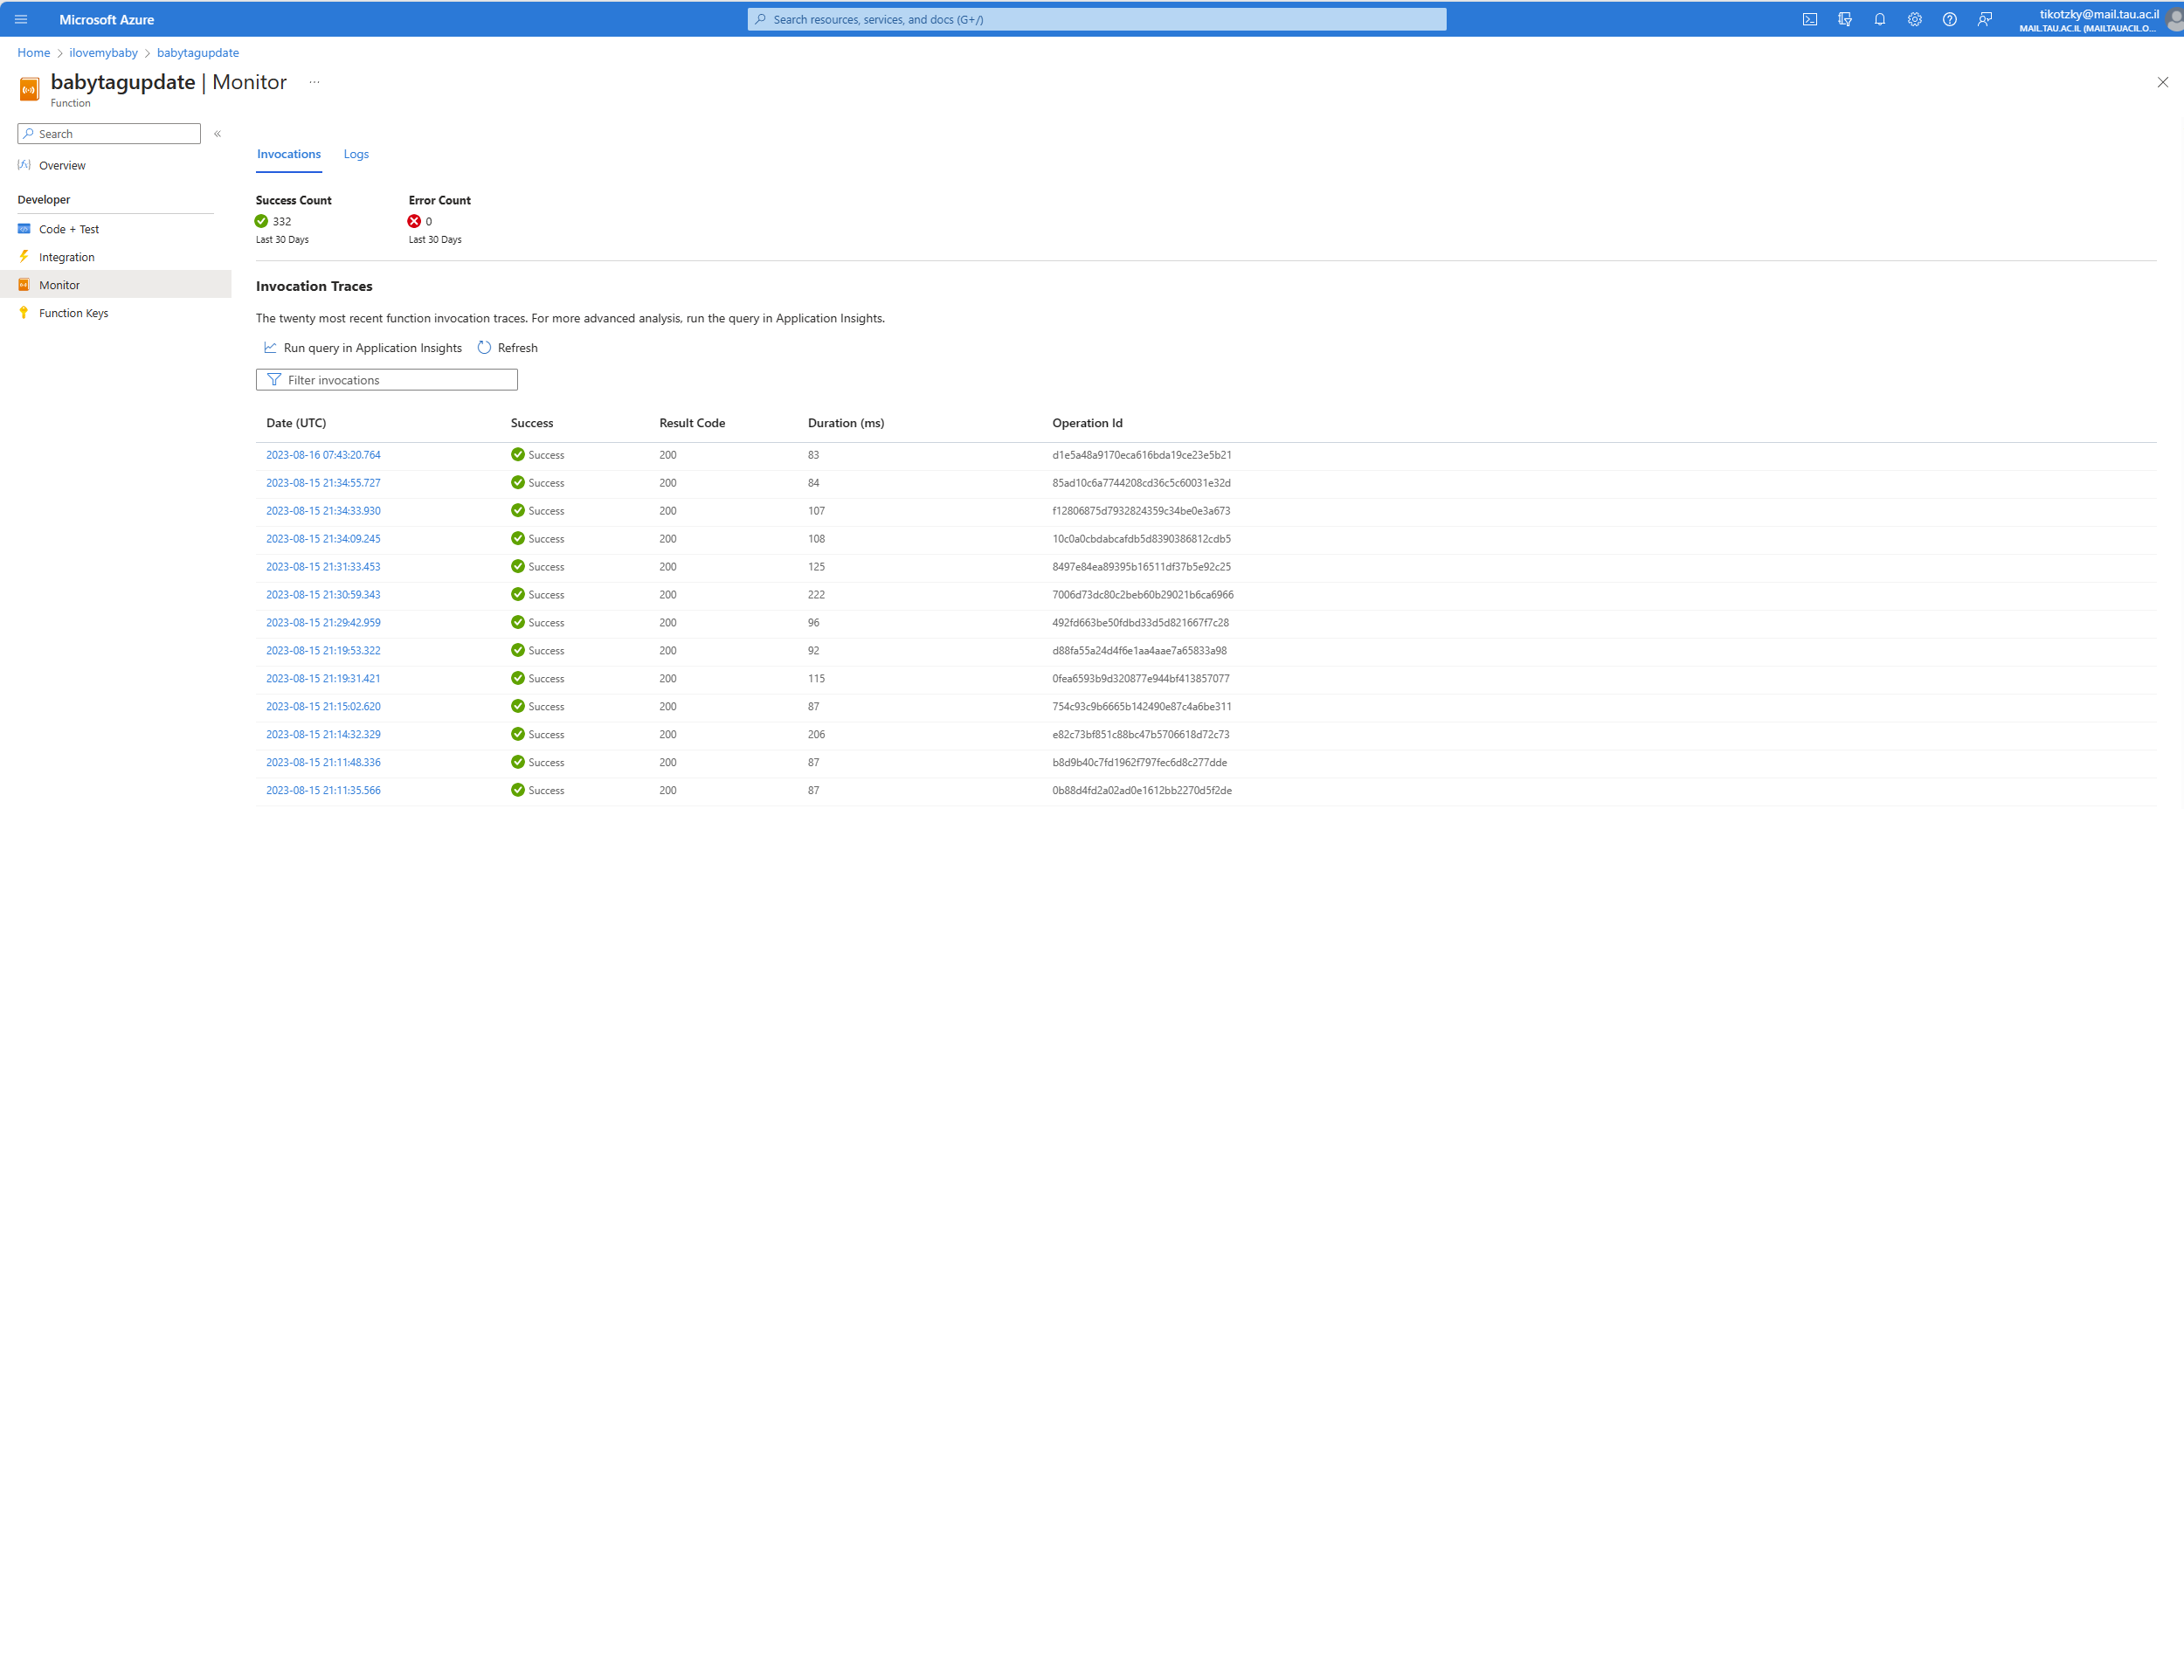 Microsoft Azure
Search resources, services, and docs (G+/)
tikotzky@mail.tau.ac.il
MAIL.TAU.AC.IL (MAILTAUACIL.O...
Home > ilovemybaby > babytagupdate
babytagupdate | Monitor ...
Function
Search
«
Overview
Developer
Code + Test
Integration
Monitor
Function Keys
Invocations Logs
Success Count Error Count
332 0
Last 30 Days Last 30 Days
Invocation Traces
The twenty most recent function invocation traces. For more advanced analysis, run the query in Application Insights.
Run query in Application Insights Refresh
Filter invocations
Date (UTC) Success Result Code Duration (ms) Operation Id
2023-08-16 07:43:20.764 Success 200 83 d1e5a48a9170eca616bda19ce23e5b21
2023-08-15 21:34:55.727 Success 200 84 85ad10c6a7744208cd36c5c60031e32d
2023-08-15 21:34:33.930 Success 200 107 f12806875d7932824359c34be0e3a673
2023-08-15 21:34:09.245 Success 200 108 10c0a0cbdabcafdb5d8390386812cdb5
2023-08-15 21:31:33.453 Success 200 125 8497e84ea89395b16511df37b5e92c25
2023-08-15 21:30:59.343 Success 200 222 7006d73dc80c2beb60b29021b6ca6966
2023-08-15 21:29:42.959 Success 200 96 492fd663be50fdbd33d5d821667f7c28
2023-08-15 21:19:53.322 Success 200 92 d88fa55a24d4f6e1aa4aae7a65833a98
2023-08-15 21:19:31.421 Success 200 115 0fea6593b9d320877e944bf413857077
2023-08-15 21:15:02.620 Success 200 87 754c93c9b6665b142490e87c4a6be311
2023-08-15 21:14:32.329 Success 200 206 e82c73bf851c88bc47b5706618d72c73
2023-08-15 21:11:48.336 Success 200 87 b8d9b40c7fd1962f797fec6d8c277dde
2023-08-15 21:11:35.566 Success 200 87 0b88d4fd2a02ad0e1612bb2270d5f2de